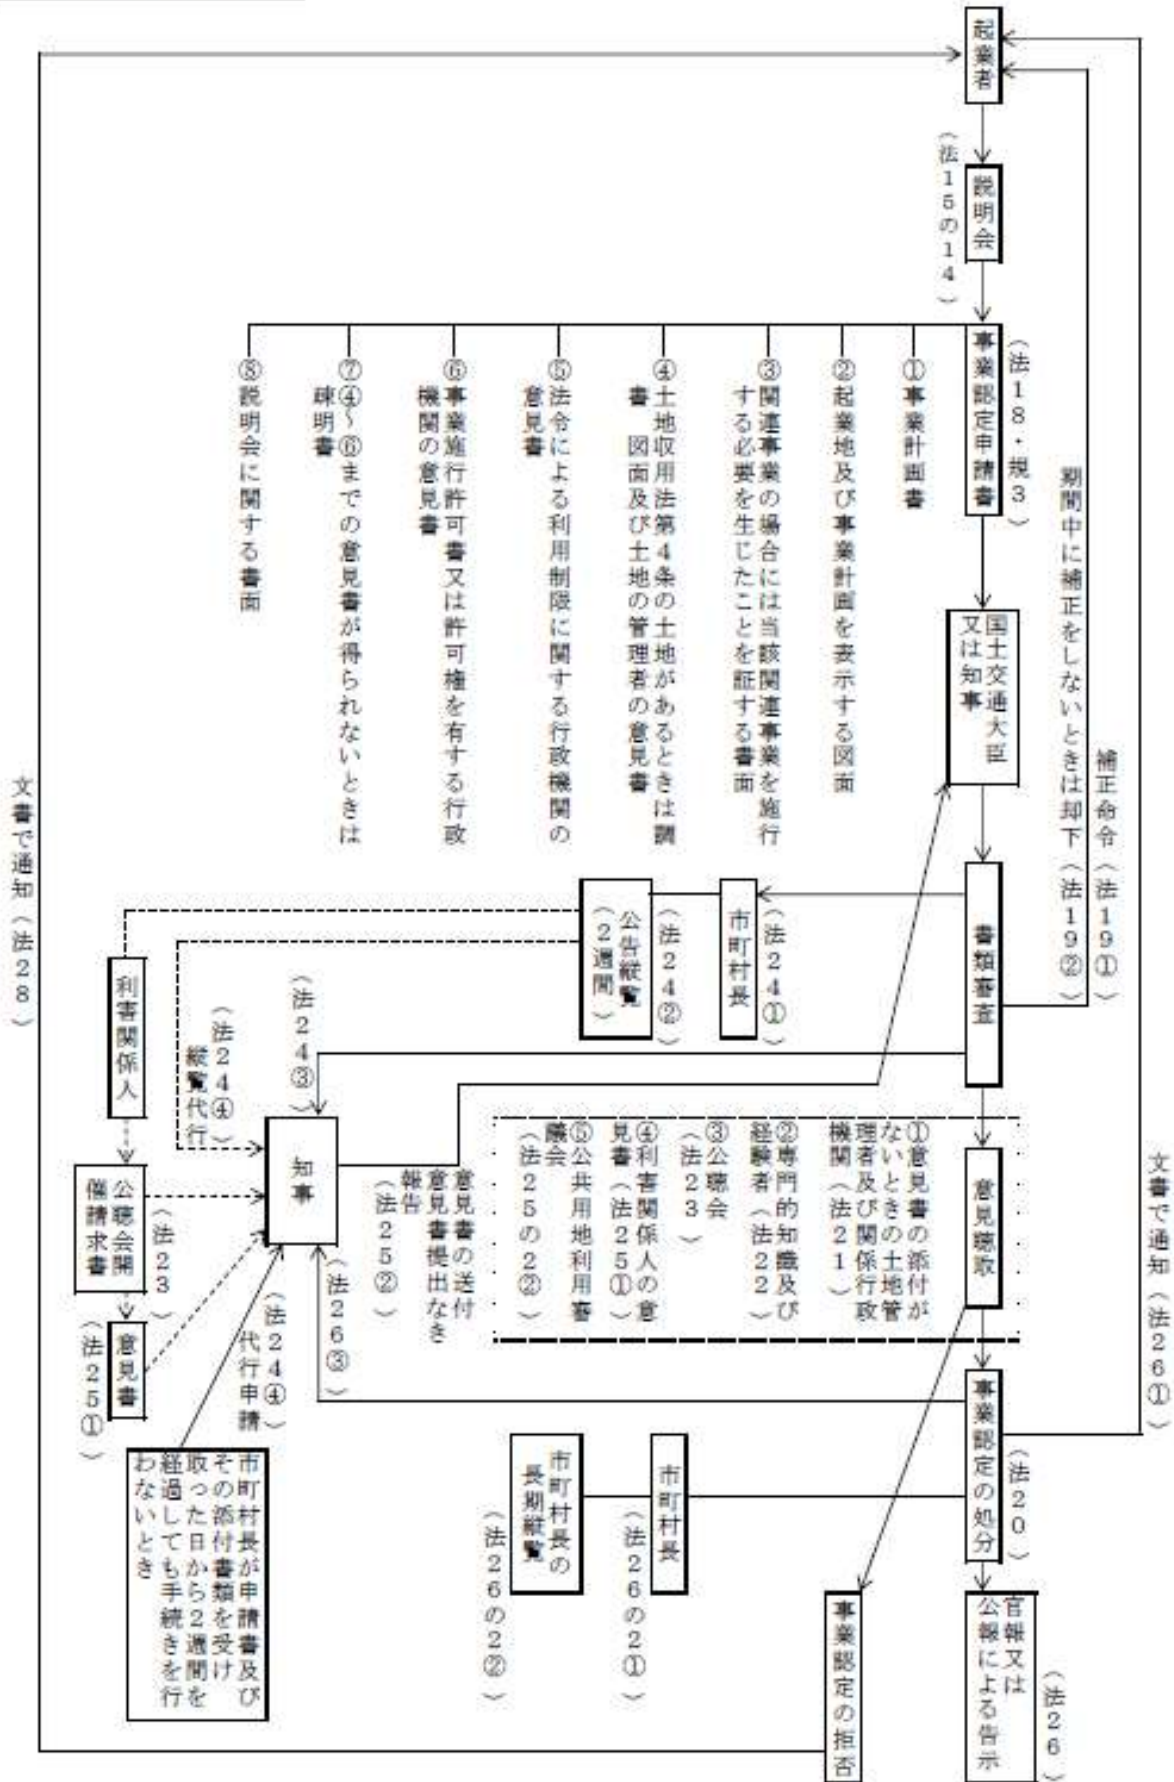 起業者
説明会
（法15の14）
（法18・規3）
事業認定申請書
①事業計画書
②起業地及び事業計画を表示する図面
③関連事業の場合には当該関連事業を施行
する必要を生じたことを証する書面
④土地収用法第4条の土地があるときは調
書　図面及び土地の管理者の意見書
⑤法令による利用制限に関する行政機関の
意見書
⑥事業施行許可書又は許可権を有する行政
機関の意見書
⑦④～⑥までの意見書が得られないときは
疎明書
⑧説明会に関する書面
国土交通大臣
又は知事
補正命令（法19①）
期間中に補正をしないときは却下（法19②）
書類審査
（法24①）
市町村長
（法24②）
公告縦覧
（2週間）
（法24③）
（法24④）
縦覧代行
利害関係人
意見聴取
①意見書の添付が
ないときの土地管
理者及び関係行政
機関（法21）
②専門的知識及び
経験者（法22）
③公聴会
（法23）
④利害関係人の意
見書（法25①）
⑤公共用地利用審
議会
（法25の2②）
意見書の送付
意見書提出なき
報告
（法25②）
知事
（法23）
公聴会開
催請求書
意見書
（法25①）
（法26③）
（法24④）
代行申請
市町村長が申請書及び
その添付書類を受け
取った日から2週間を
経過しても手続きを行
わないとき
文書で通知（法26①）
（法20）
事業認定の処分
市町村長
（法26の2①）
市町村長の
長期縦覧
（法26の2②）
（法26）
官報又は
公報による告示
事業認定の拒否
文書で通知（法28）